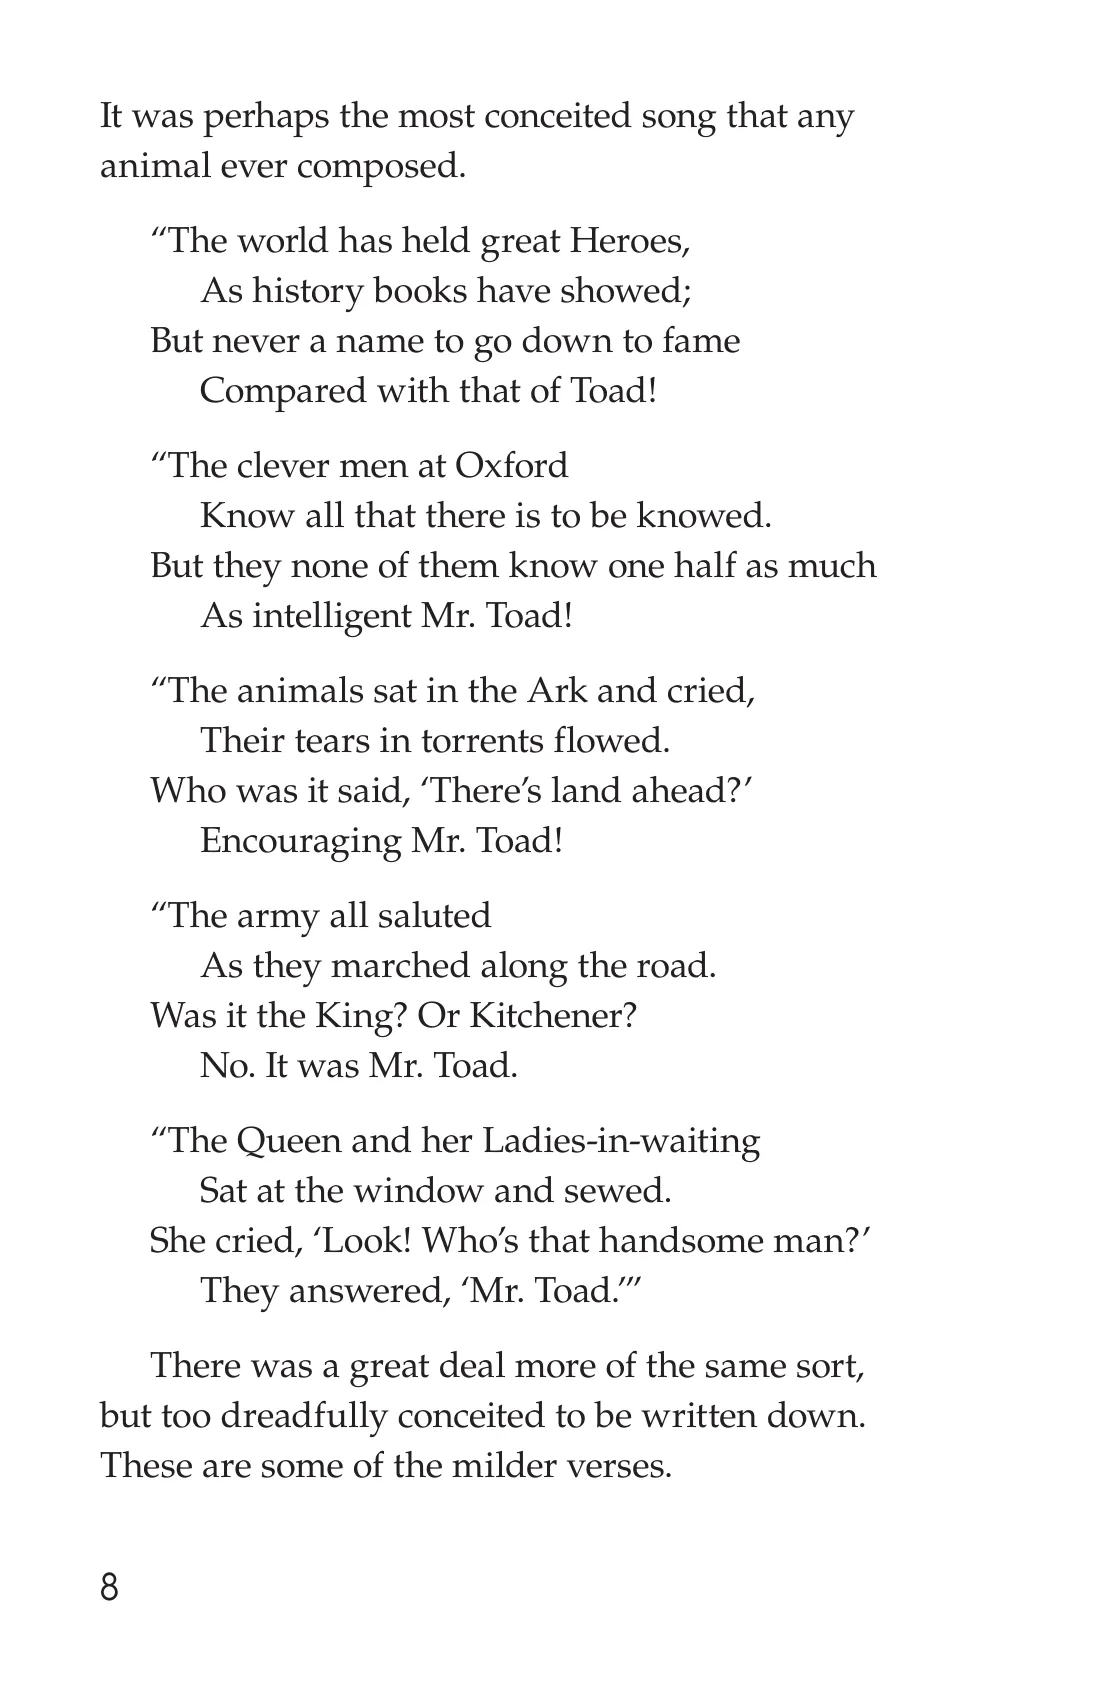 It was perhaps the most conceited song that any
animal ever composed.
“The world has held great Heroes,
As history books have showed;
But never a name to go down to fame
Compared with that of Toad!
“The clever men at Oxford
Know all that there is to be knowed.
But they none of them know one half as much
As intelligent Mr. Toad!
“The animals sat in the Ark and cried,
Their tears in torrents flowed.
Who was it said, ‘There’s land ahead?’
Encouraging Mr. Toad!
“The army all saluted
As they marched along the road.
Was it the King? Or Kitchener?
No. It was Mr. Toad.
“The Queen and her Ladies-in-waiting
Sat at the window and sewed.
She cried, ‘Look! Who’s that handsome man?’
They answered, ‘Mr. Toad.’”
There was a great deal more of the same sort,
but too dreadfully conceited to be written down.
These are some of the milder verses.
8